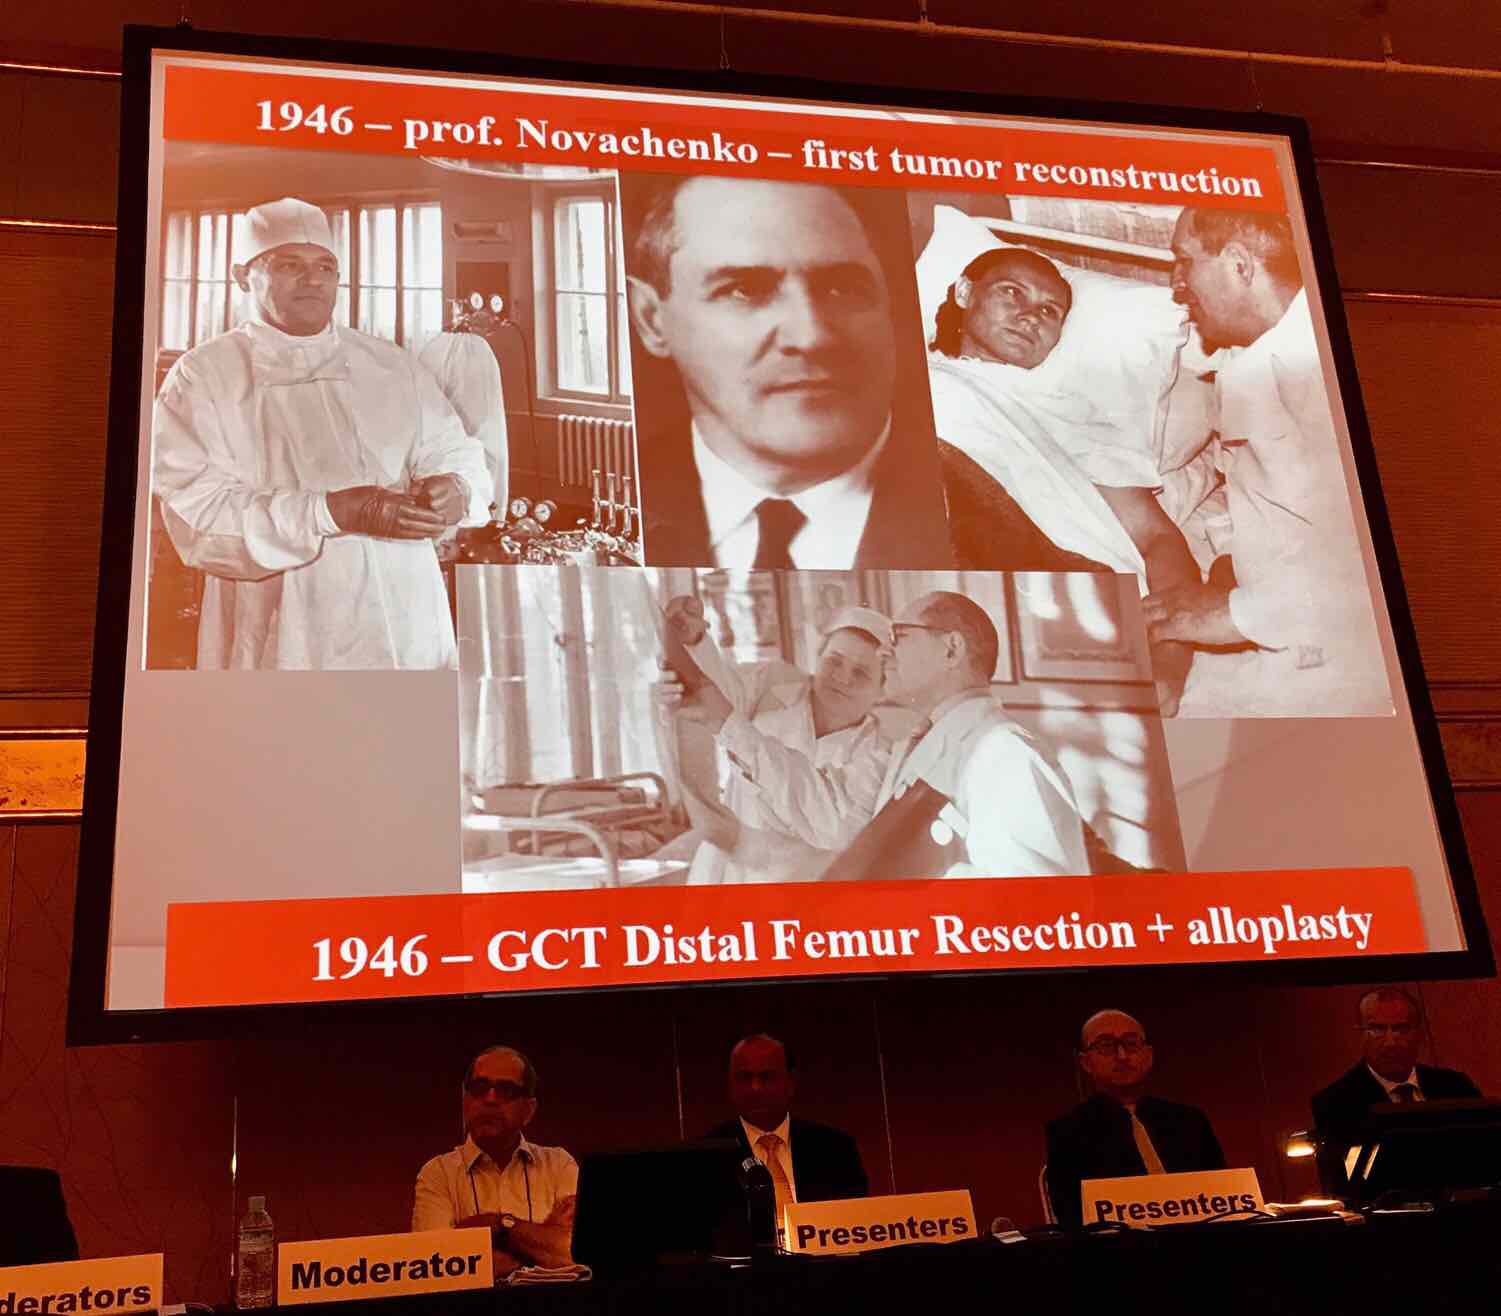 1946 – prof. Novachenko – first tumor reconstruction
1946 – GCT Distal Femur Resection + alloplasty
derators
Moderator
Presenters
Presenters